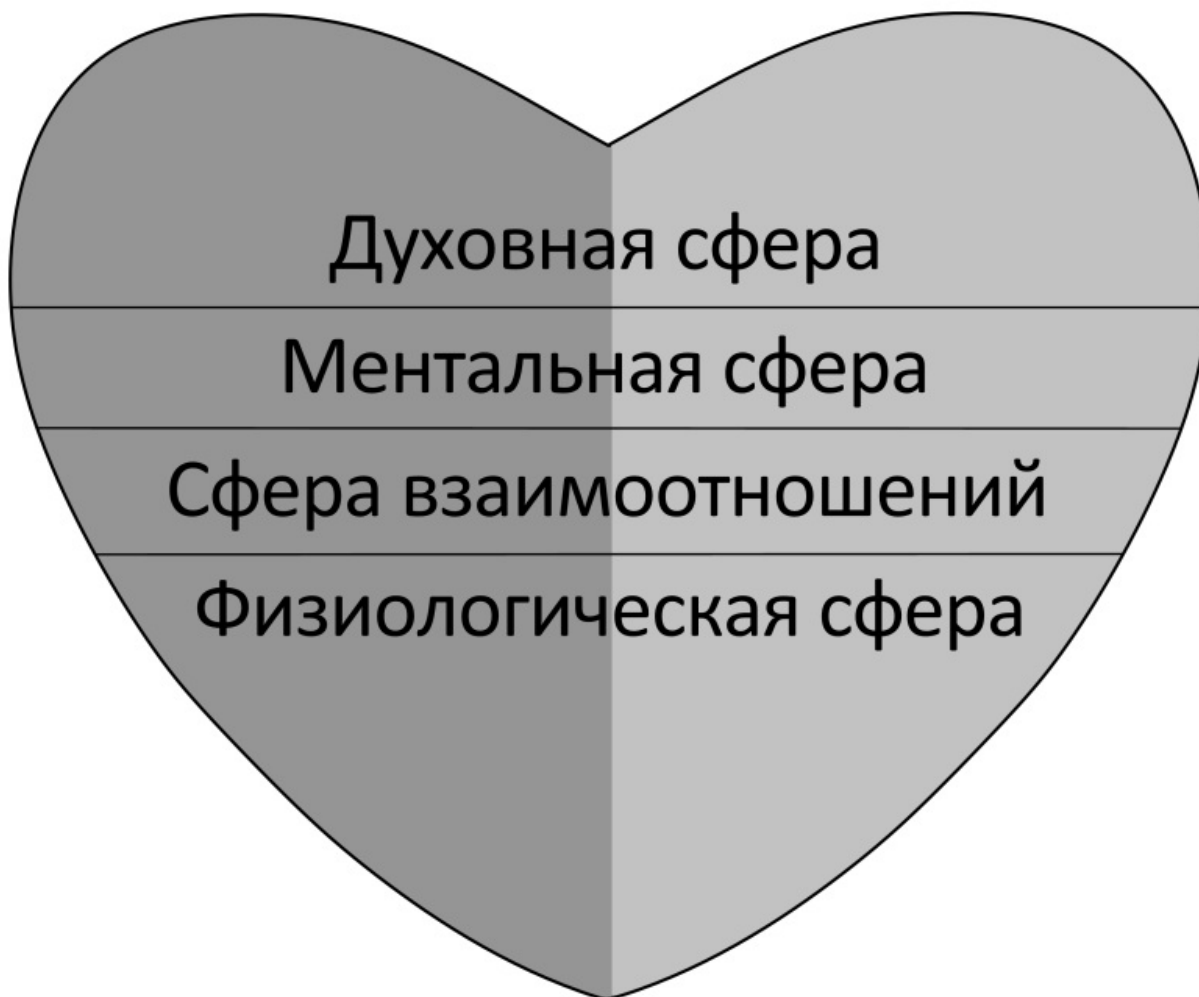 Духовная сфера
Ментальная сфера
Сфера взаимоотношений
Физиологическая сфера